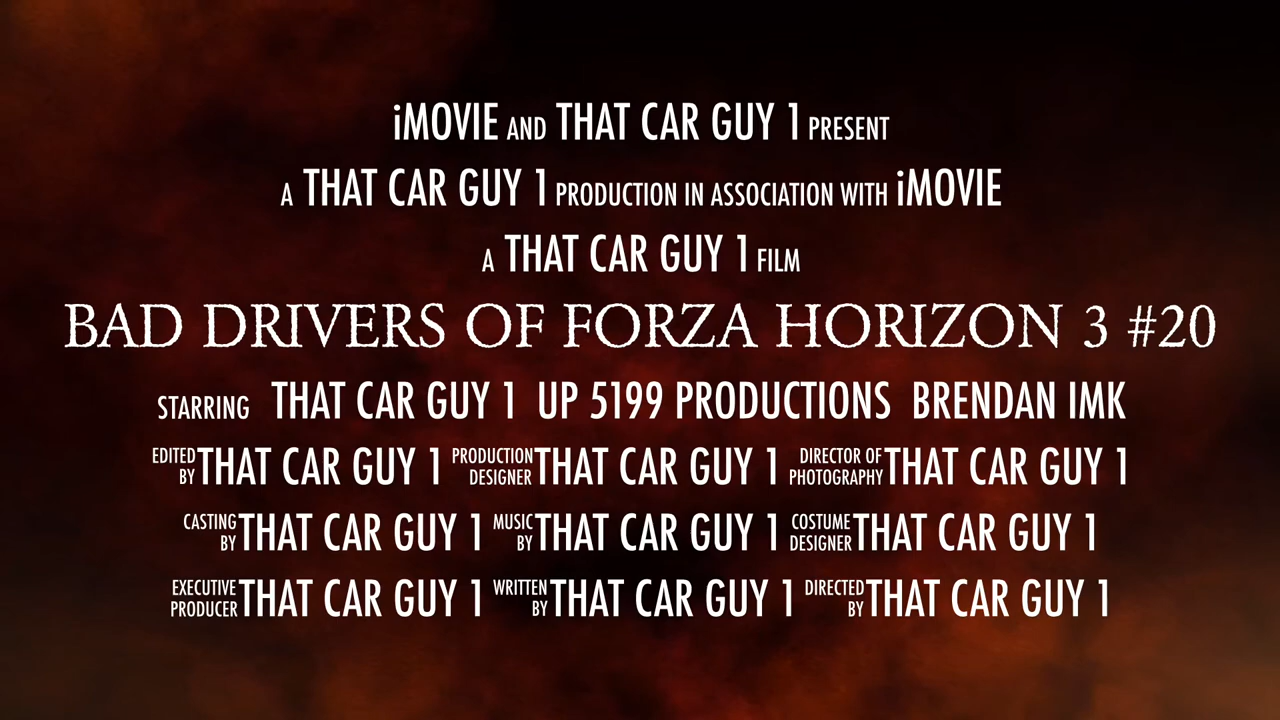 iMOVIE AND THAT CAR GUY 1 PRESENT
A THAT CAR GUY 1 PRODUCTION IN ASSOCIATION WITH iMOVIE
A THAT CAR GUY 1 FILM
BAD DRIVERS OF FORZA HORIZON 3 #20
STARRING THAT CAR GUY 1 UP 5199 PRODUCTIONS BRENDAN IMK
EDITED BY THAT CAR GUY 1 PRODUCTION DESIGNER THAT CAR GUY 1 DIRECTOR OF PHOTOGRAPHY THAT CAR GUY 1
CASTING BY THAT CAR GUY 1 MUSIC BY THAT CAR GUY 1 COSTUME DESIGNER THAT CAR GUY 1
EXECUTIVE PRODUCER THAT CAR GUY 1 WRITTEN BY THAT CAR GUY 1 DIRECTED BY THAT CAR GUY 1